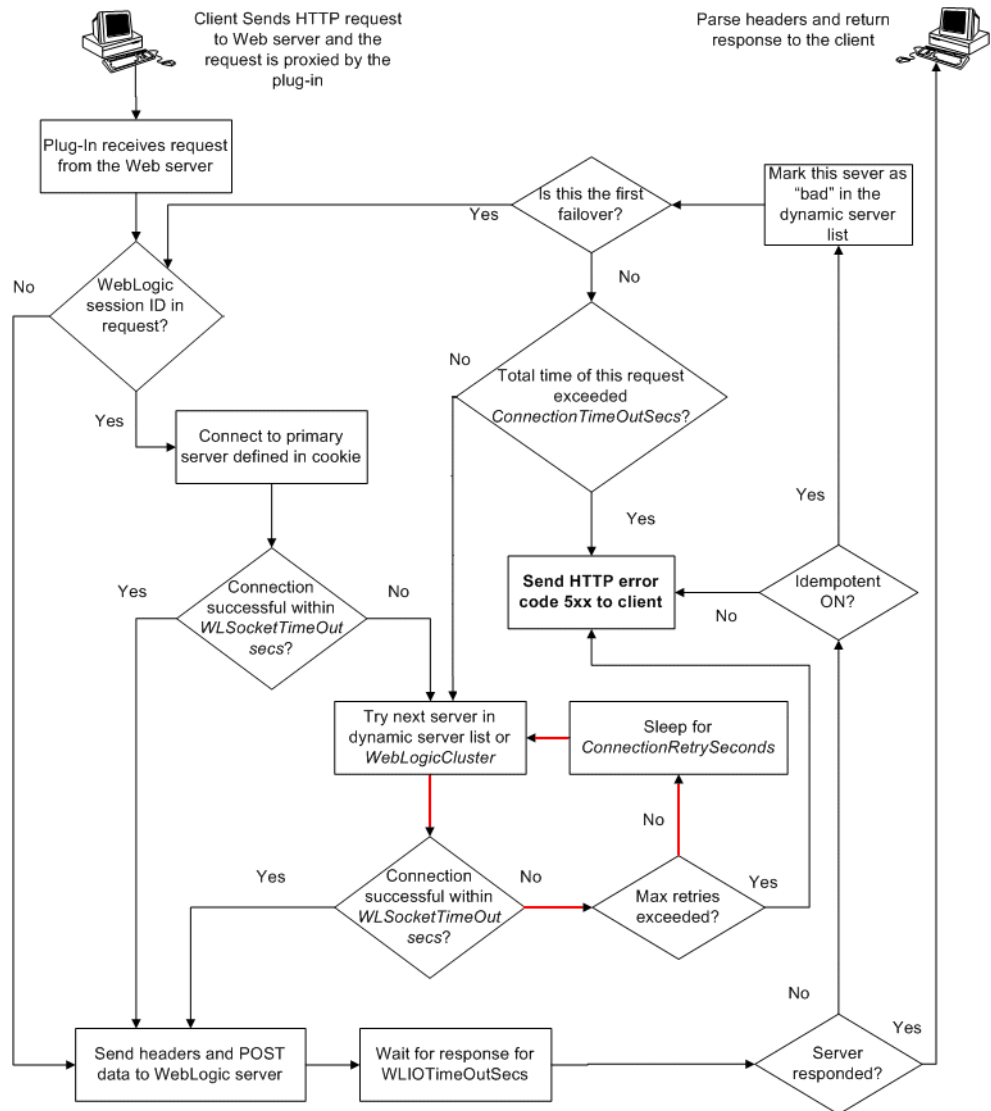 Client Sends HTTP request
to Web server and the
request is proxied by the
plug-in
Parse headers and return
response to the client
Plug-In receives request
from the Web server
Is this the first
failover?
Mark this sever as
“bad” in the
dynamic server
list
Yes
No
WebLogic
session ID in
request?
No
No
Total time of this request
exceeded
ConnectionTimeOutSecs?
Yes
Connect to primary
server defined in cookie
Yes
Yes
Send HTTP error
code 5xx to client
Idempotent
ON?
No
Yes
Connection
successful within
WLSocketTimeOut
secs?
No
Try next server in
dynamic server list or
WebLogicCluster
Sleep for
ConnectionRetrySeconds
No
Yes
Connection
successful within
WLSocketTimeOut
secs?
No
Max retries
exceeded?
Yes
No
Yes
Send headers and POST
data to WebLogic server
Wait for response for
WLIOTimeOutSecs
Server
responded?